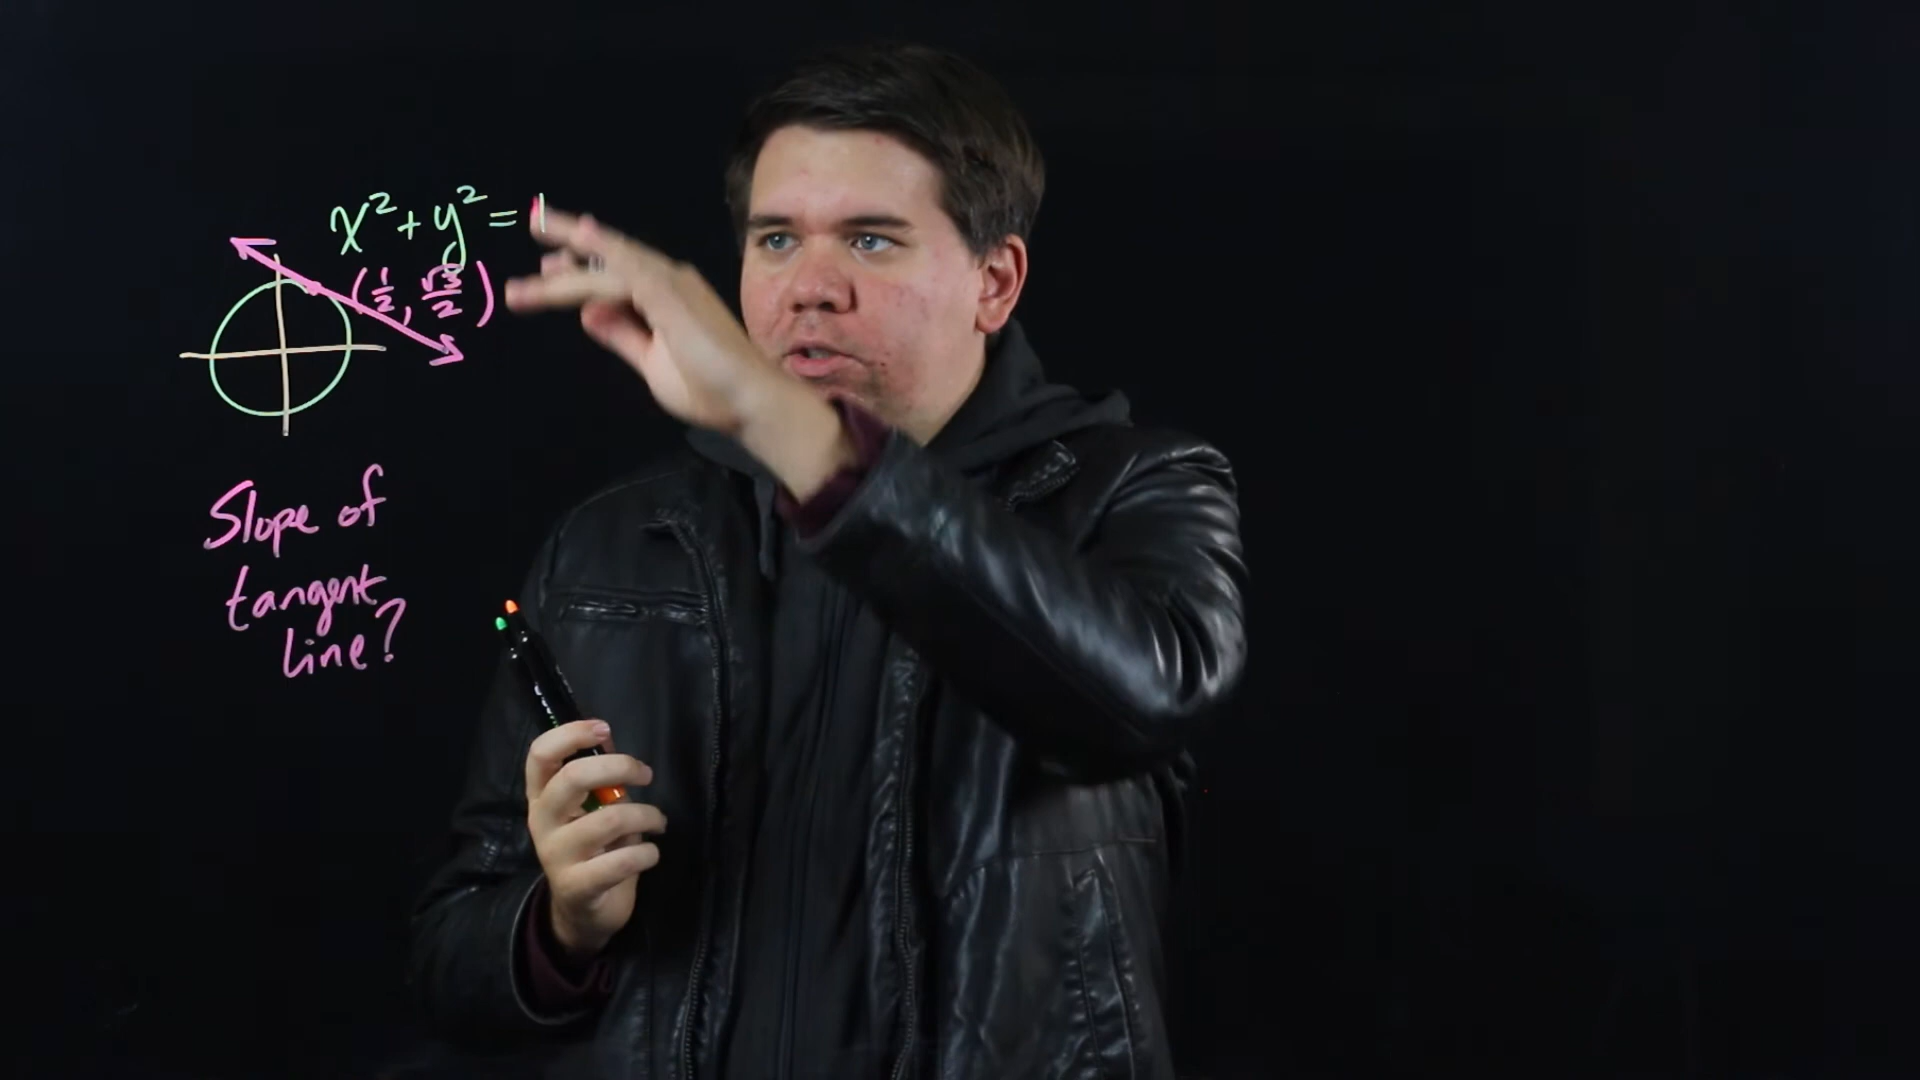 x² + y² = 1
(1/2, √3/2)
Slope of
tangent
line?